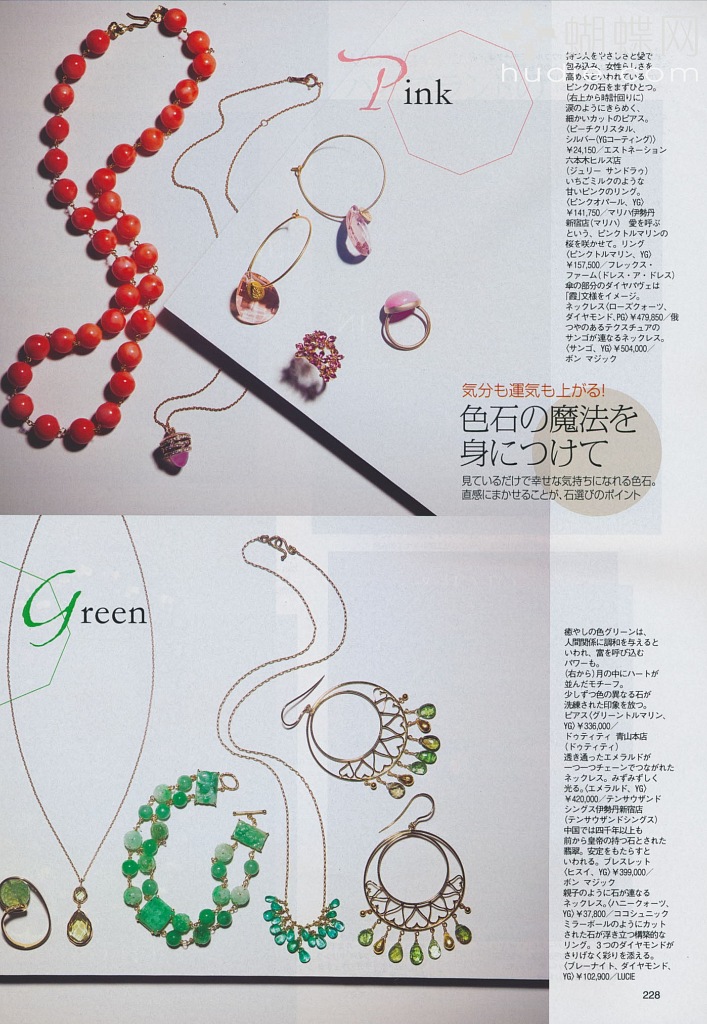 蝴蝶网
Pink
持つ人をやさしさと愛で
包み込み、女性らしさを
高めるといわれている
ピンクの石をまずひとつ。
(右上から時計回りに)
涙のようにきらめく、
細かいカットのピアス。
〈ピーチクリスタル、
シルバー(YGコーティング)〉
¥24,150/エストネーション
六本木ヒルズ店
(ジュリー サンドラゥ)
いちごミルクのような
甘いピンクのリング。
〈ピンクオパール、YG〉
¥141,750/マリハ伊勢丹
新宿店(マリハ) 愛を呼ぶ
という、ピンクトルマリンの
桜を咲かせて。リング
〈ピンクトルマリン、YG〉
¥157,500/フレックス・
ファーム(ドレス・ア・ドレス)
傘の部分のダイヤパヴェは
「霞」文様をイメージ。
ネックレス〈ローズクォーツ、
ダイヤモンド、PG〉¥479,850/俄
つやのあるテクスチュアの
サンゴが連なるネックレス。
〈サンゴ、YG〉¥504,000/
ボン マジック
気分も運気も上がる!
色石の魔法を
身につけて
見ているだけで幸せな気持ちになれる色石。
直感にまかせることが、石選びのポイント
Green
癒やしの色グリーンは、
人間関係に調和を与えると
いわれ、富を呼び込む
パワーも。
(右から)月の中にハートが
並んだモチーフ。
少しずつ色の異なる石が
洗練された印象を放つ。
ピアス〈グリーントルマリン、
YG〉¥336,000/
ドゥティティ 青山本店
(ドゥティティ)
透き通ったエメラルドが
一つ一つチェーンでつながれた
ネックレス。みずみずしく
光る。〈エメラルド、YG〉
¥420,000/テンサウザンド
シングス伊勢丹新宿店
(テンサウザンドシングス)
中国では四千年以上も
前から皇帝の持つ石とされた
翡翠。安定をもたらすと
いわれる。ブレスレット
〈ヒスイ、YG〉¥399,000/
ボン マジック
親子のように石が連なる
ネックレス。〈ハニークォーツ、
YG〉¥37,800/ココシュニック
ミラーボールのようにカット
された石が浮き立つ構築的な
リング。3つのダイヤモンドが
さりげなく彩りを添える。
〈プレーナイト、ダイヤモンド、
YG〉¥102,900/LUCIE
228